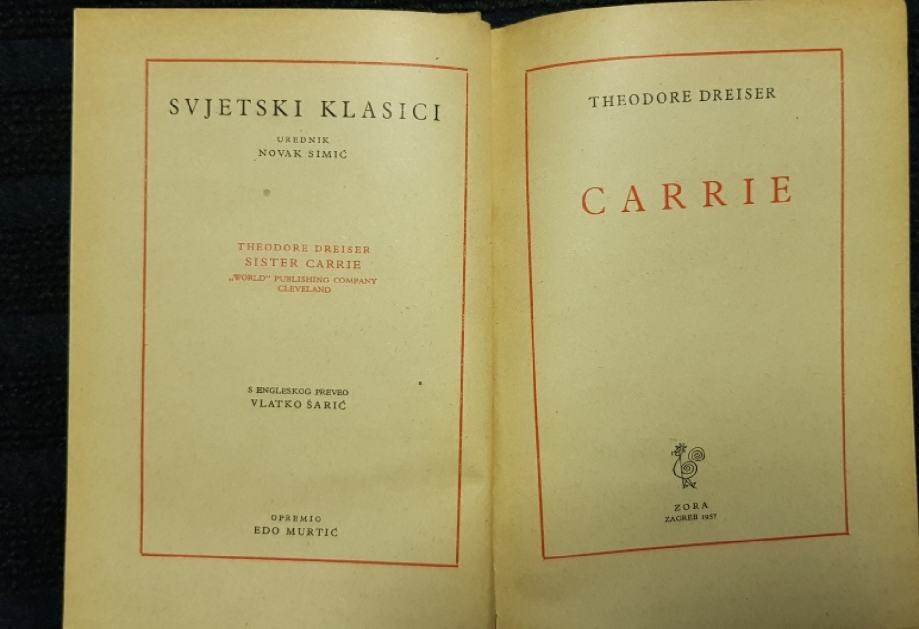 SVJETSKI KLASICI
UREDNIK
NOVAK SIMIĆ
THEODORE DREISER
SISTER CARRIE
„WORLD" PUBLISHING COMPANY
CLEVELAND
S ENGLESKOG PREVEO
VLATKO ŠARIĆ
OPREMIO
EDO MURTIĆ
THEODORE DREISER
CARRIE
ZORA
ZAGREB 1957